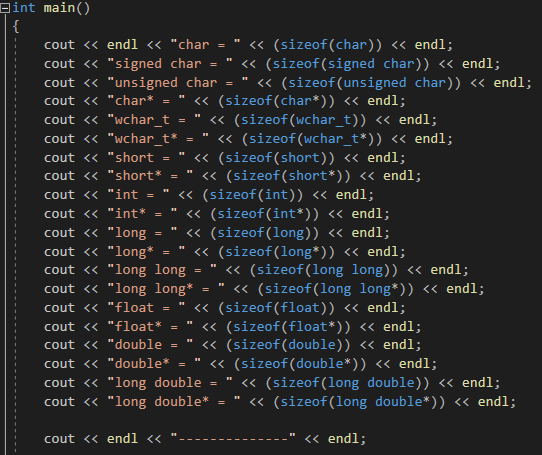 int main()
{
cout << endl << "char = " << (sizeof(char)) << endl;
cout << "signed char = " << (sizeof(signed char)) << endl;
cout << "unsigned char = " << (sizeof(unsigned char)) << endl;
cout << "char* = " << (sizeof(char*)) << endl;
cout << "wchar_t = " << (sizeof(wchar_t)) << endl;
cout << "wchar_t* = " << (sizeof(wchar_t*)) << endl;
cout << "short = " << (sizeof(short)) << endl;
cout << "short* = " << (sizeof(short*)) << endl;
cout << "int = " << (sizeof(int)) << endl;
cout << "int* = " << (sizeof(int*)) << endl;
cout << "long = " << (sizeof(long)) << endl;
cout << "long* = " << (sizeof(long*)) << endl;
cout << "long long = " << (sizeof(long long)) << endl;
cout << "long long* = " << (sizeof(long long*)) << endl;
cout << "float = " << (sizeof(float)) << endl;
cout << "float* = " << (sizeof(float*)) << endl;
cout << "double = " << (sizeof(double)) << endl;
cout << "double* = " << (sizeof(double*)) << endl;
cout << "long double = " << (sizeof(long double)) << endl;
cout << "long double* = " << (sizeof(long double*)) << endl;
cout << endl << "--------------" << endl;